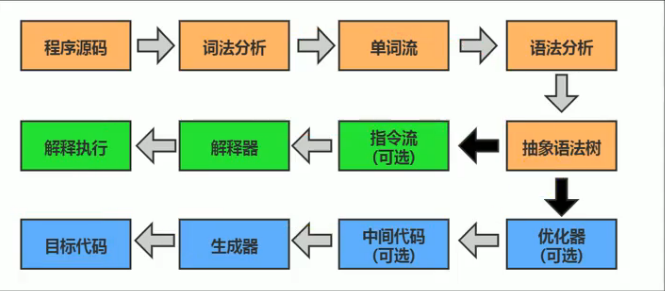 程序源码
词法分析
单词流
语法分析
解释执行
解释器
指令流
(可选)
抽象语法树
目标代码
生成器
中间代码
(可选)
优化器
(可选)